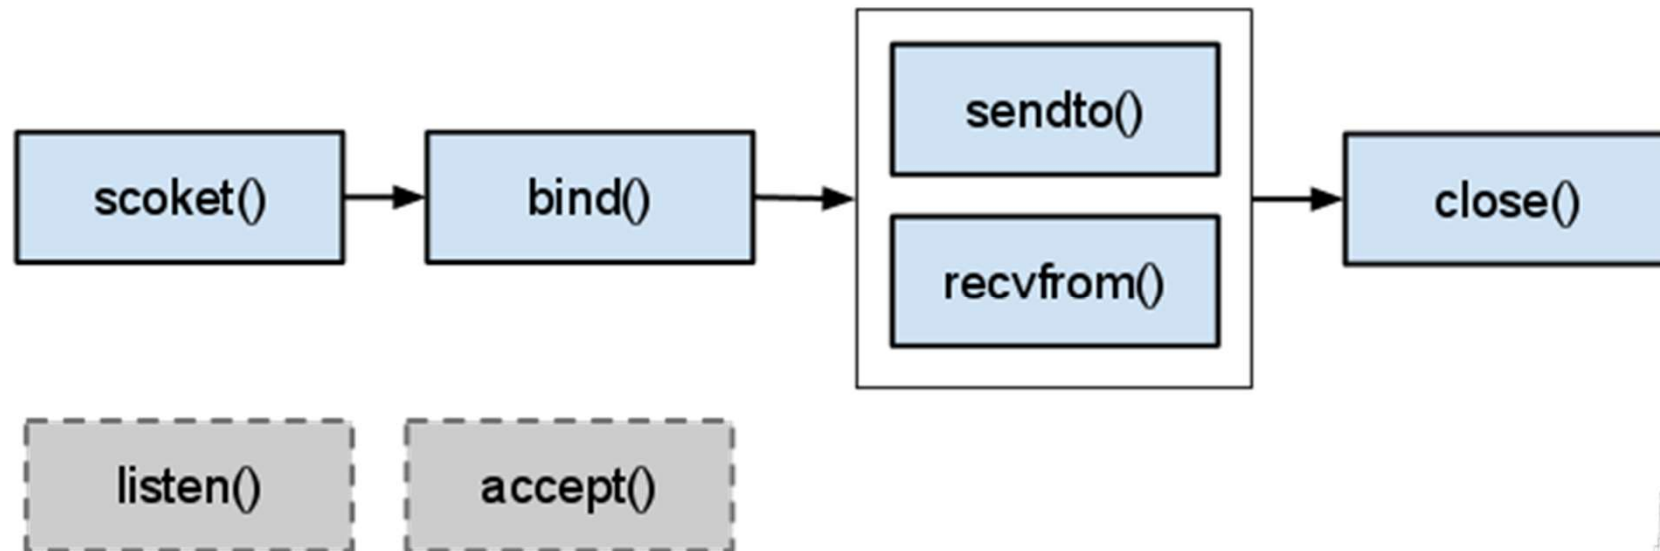 sendto()
scoket()
bind()
close()
recvfrom()
listen()
accept()